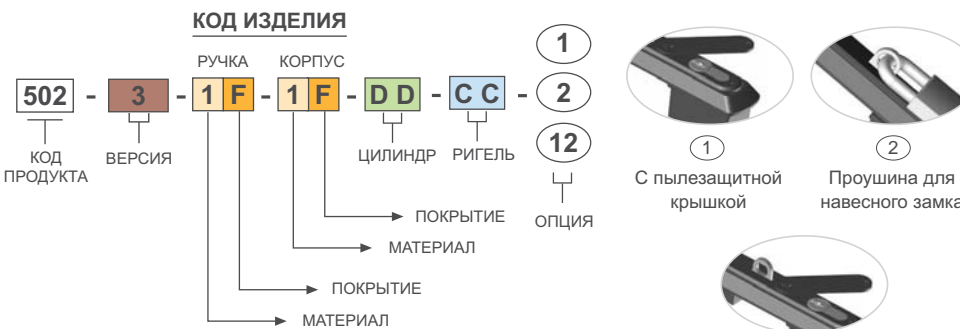 КОД ИЗДЕЛИЯ
РУЧКА КОРПУС
502 - 3 - 1 F - 1 F - D D - C C - 1
2
12
КОД
ПРОДУКТА
ВЕРСИЯ
ЦИЛИНДР
РИГЕЛЬ
ОПЦИЯ
ПОКРЫТИЕ
МАТЕРИАЛ
ПОКРЫТИЕ
МАТЕРИАЛ
1
С пылезащитной
крышкой
2
Проушина для
навесного замка